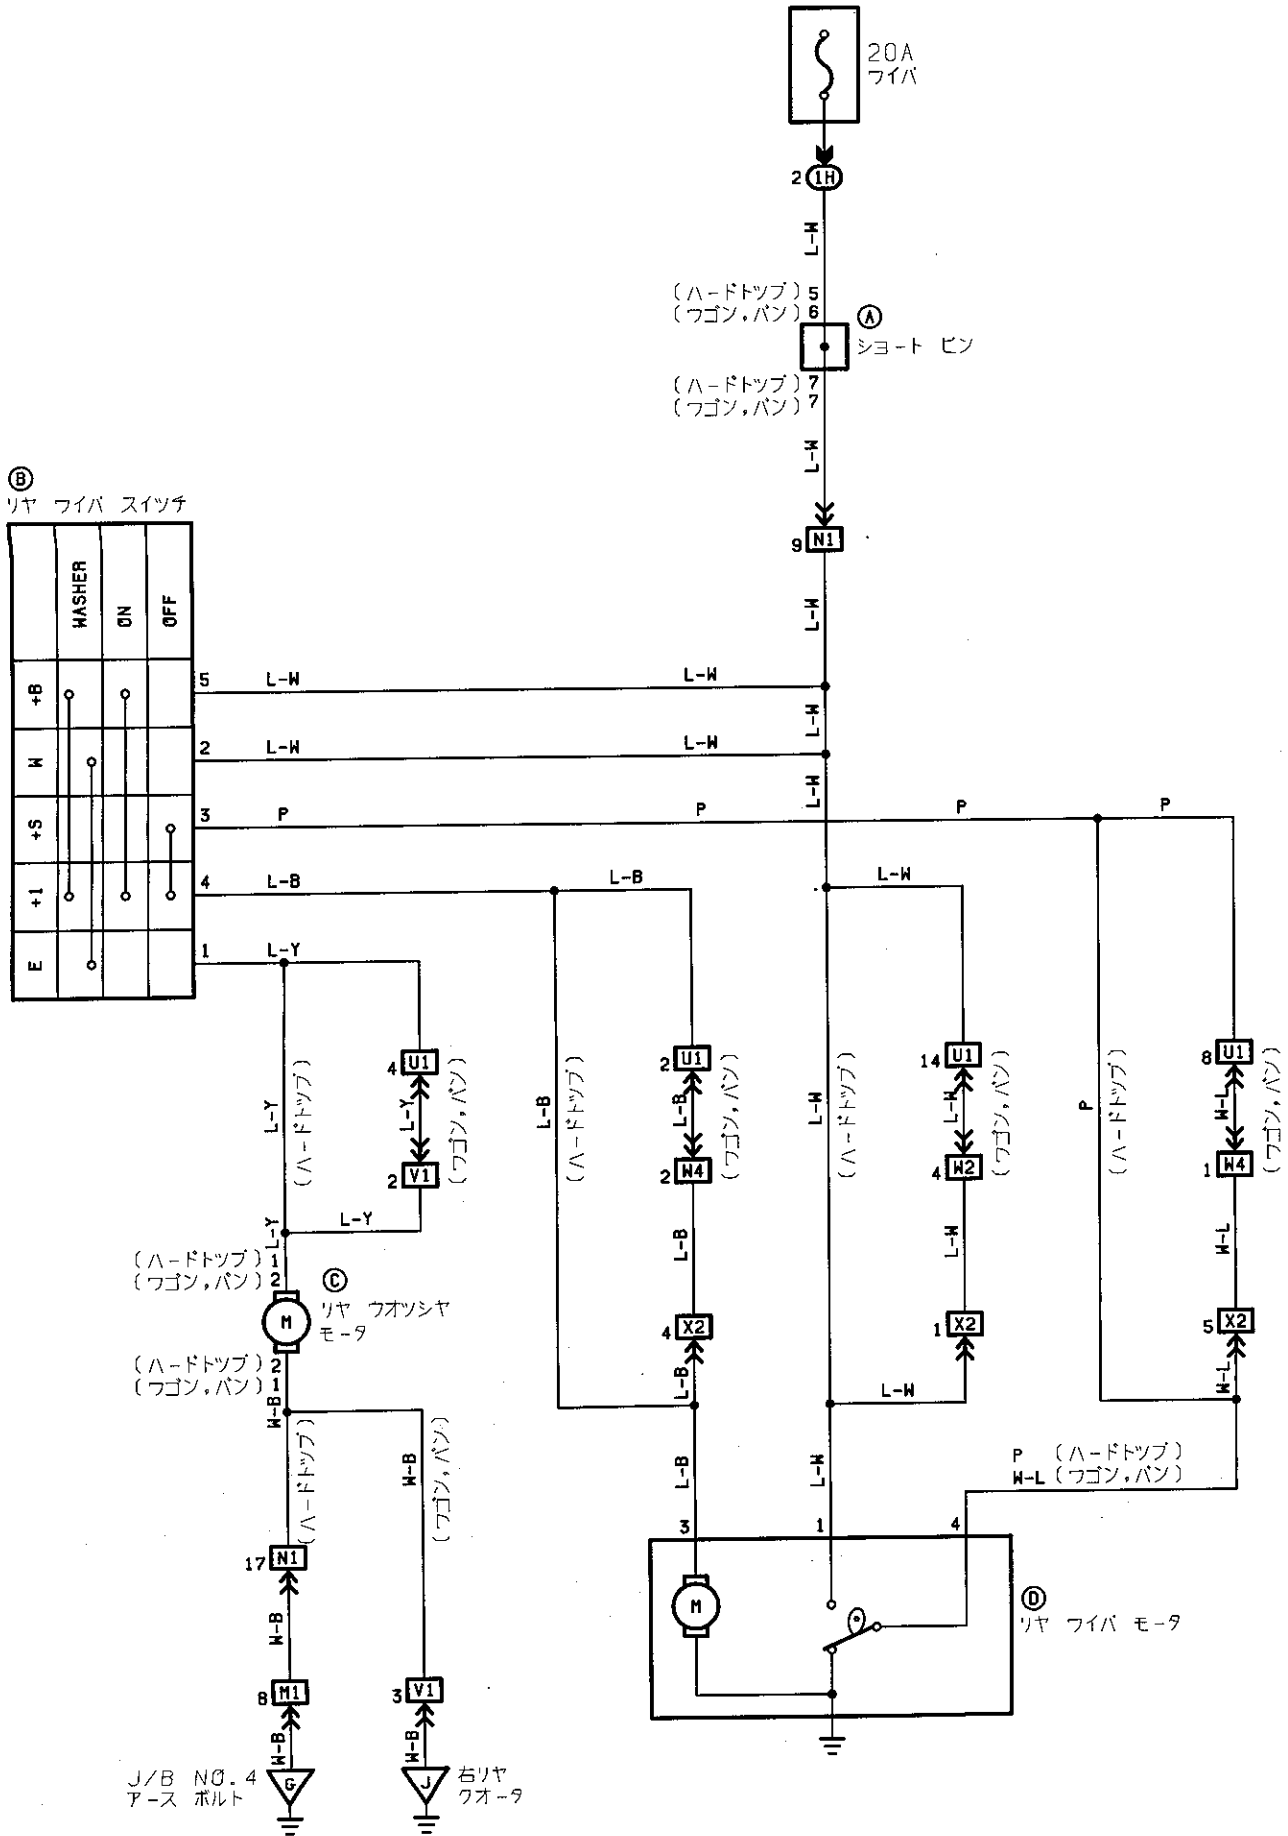 20A
ワイパ
2 1H
L-W
(ハードトップ) 5
(ワゴン,バン) 6
A
ショート ピン
(ハードトップ) 7
(ワゴン,バン) 7
L-W
B
リヤ ワイパ スイッチ
9 N1
WASHER
ON
OFF
L-W
+B
5
L-W
L-W
L-W
W
2
L-W
L-W
L-W
+S
3
P
P
P
P
+1
4
L-B
L-B
L-W
E
1
L-Y
4 U1
2 U1
14 U1
8 U1
L-Y
(ハードトップ)
L-Y
(ワゴン,バン)
L-B
(ハードトップ)
L-B
(ワゴン,バン)
L-W
(ハードトップ)
L-W
(ワゴン,バン)
P
(ハードトップ)
W-L
(ワゴン,バン)
2 V1
2 W4
4 W2
1 W4
L-Y
L-Y
L-B
L-W
W-L
(ハードトップ) 1
(ワゴン,バン) 2
C
リヤ ウオッシヤ
モータ
M
4 X2
1 X2
5 X2
(ハードトップ) 2
(ワゴン,バン) 1
L-B
L-W
W-L
W-B
(ハードトップ)
W-B
(ワゴン,バン)
L-B
L-W
P (ハードトップ)
W-L (ワゴン,バン)
3
1
4
17 N1
M
D
リヤ ワイパ モータ
W-B
8 M1
3 V1
W-B
W-B
J/B NO.4
アース ボルト
G
J
右リヤ
クオータ